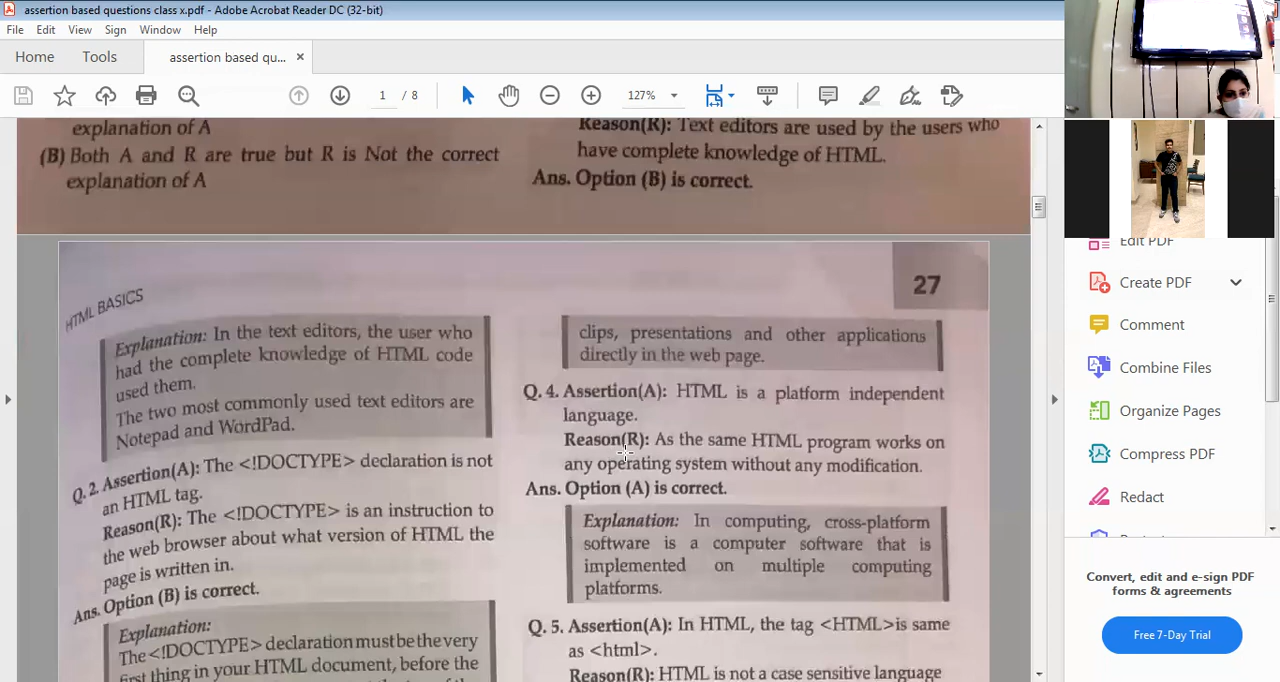 assertion based questions class x.pdf - Adobe Acrobat Reader DC (32-bit)
File Edit View Sign Window Help
Home Tools assertion based qu... ×
1 / 8 127%
explanation of A
(B) Both A and R are true but R is Not the correct
explanation of A
Reason(R): Text editors are used by the users who
have complete knowledge of HTML.
Ans. Option (B) is correct.
HTML BASICS
27
Explanation: In the text editors, the user who
had the complete knowledge of HTML code
used them.
The two most commonly used text editors are
Notepad and WordPad.
Q. 2. Assertion(A): The <!DOCTYPE> declaration is not
an HTML tag.
Reason(R): The <!DOCTYPE> is an instruction to
the web browser about what version of HTML the
page is written in.
Ans. Option (B) is correct.
Explanation:
The <!DOCTYPE> declaration must be the very
first thing in your HTML document, before the
clips, presentations and other applications
directly in the web page.
Q. 4. Assertion(A): HTML is a platform independent
language.
Reason(R): As the same HTML program works on
any operating system without any modification.
Ans. Option (A) is correct.
Explanation: In computing, cross-platform
software is a computer software that is
implemented on multiple computing
platforms.
Q. 5. Assertion(A): In HTML, the tag <HTML>is same
as <html>.
Reason(R): HTML is not a case sensitive language
Edit PDF
Create PDF
Comment
Combine Files
Organize Pages
Compress PDF
Redact
Convert, edit and e-sign PDF
forms & agreements
Free 7-Day Trial